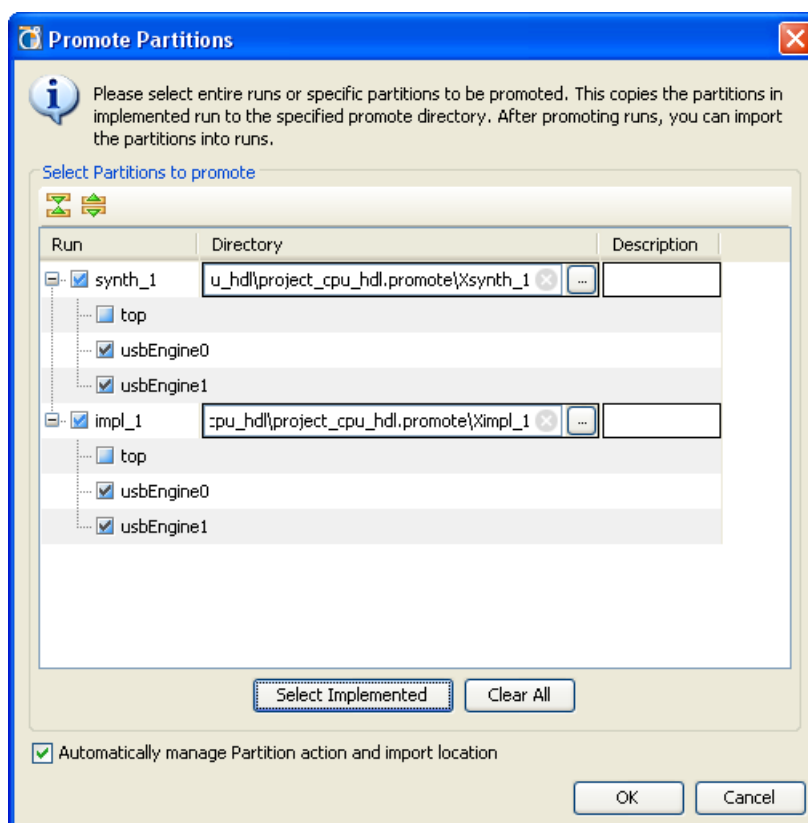 Promote Partitions
Please select entire runs or specific partitions to be promoted. This copies the partitions in
implemented run to the specified promote directory. After promoting runs, you can import
the partitions into runs.
Select Partitions to promote
Run Directory Description
synth_1 u_hdl\project_cpu_hdl.promote\Xsynth_1 ...
top
usbEngine0
usbEngine1
impl_1 :pu_hdl\project_cpu_hdl.promote\Ximpl_1 ...
top
usbEngine0
usbEngine1
Select Implemented Clear All
Automatically manage Partition action and import location
OK Cancel